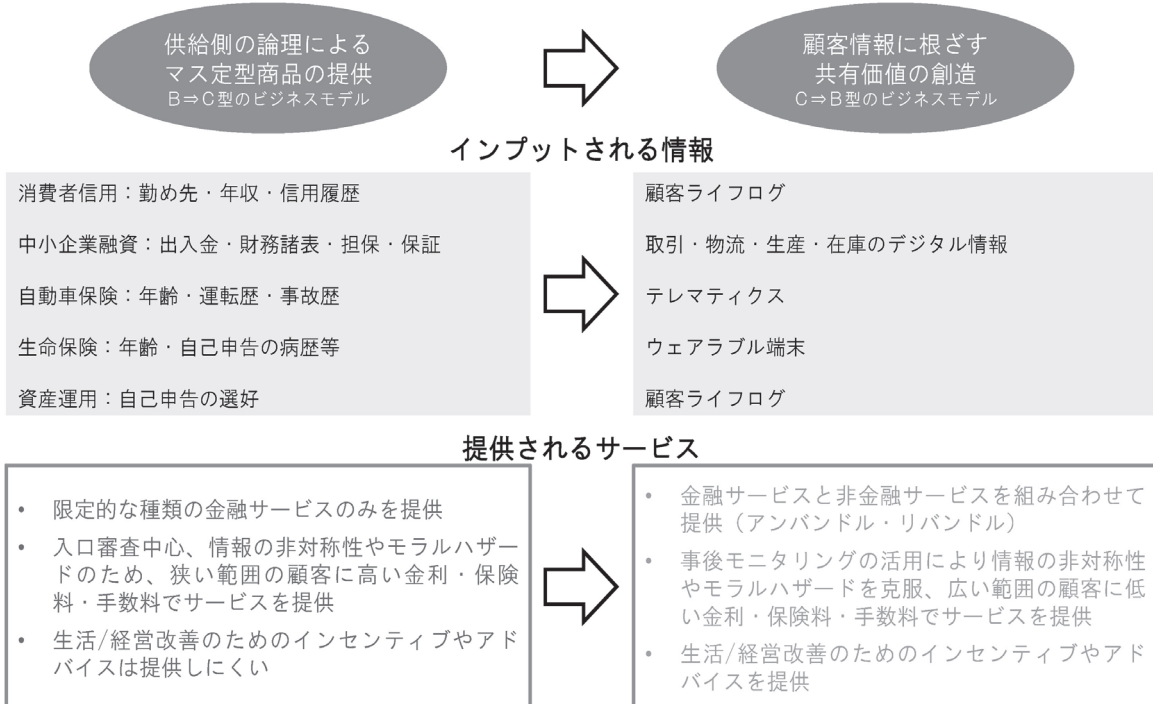 供給側の論理による
マス定型商品の提供
B⇒C型のビジネスモデル
顧客情報に根ざす
共有価値の創造
C⇒B型のビジネスモデル
インプットされる情報
消費者信用：勤め先・年収・信用履歴
中小企業融資：出入金・財務諸表・担保・保証
自動車保険：年齢・運転歴・事故歴
生命保険：年齢・自己申告の病歴等
資産運用：自己申告の選好
顧客ライフログ
取引・物流・生産・在庫のデジタル情報
テレマティクス
ウェアラブル端末
顧客ライフログ
提供されるサービス
• 限定的な種類の金融サービスのみを提供
• 入口審査中心、情報の非対称性やモラルハザー
ドのため、狭い範囲の顧客に高い金利・保険
料・手数料でサービスを提供
• 生活/経営改善のためのインセンティブやアド
バイスは提供しにくい
• 金融サービスと非金融サービスを組み合わせて
提供（アンバンドル・リバンドル）
• 事後モニタリングの活用により情報の非対称性
やモラルハザードを克服、広い範囲の顧客に低
い金利・保険料・手数料でサービスを提供
• 生活/経営改善のためのインセンティブやアド
バイスを提供